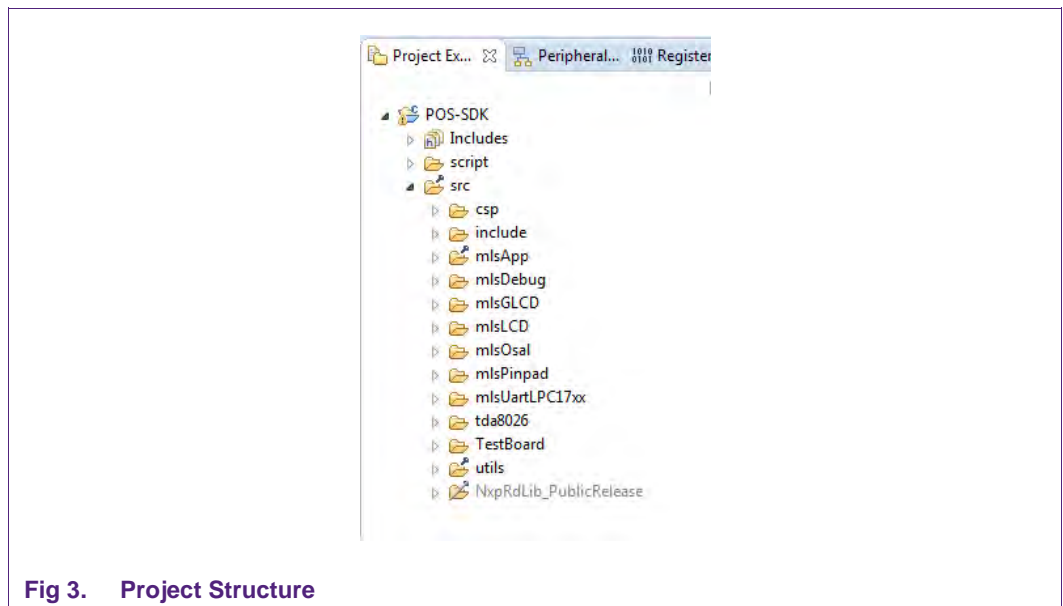 Project Ex... Peripheral... 1010 0101 Register
POS-SDK
Includes
script
src
csp
include
mlsApp
mlsDebug
mlsGLCD
mlsLCD
mlsOsal
mlsPinpad
mlsUartLPC17xx
tda8026
TestBoard
utils
NxpRdLib_PublicRelease
Fig 3. Project Structure